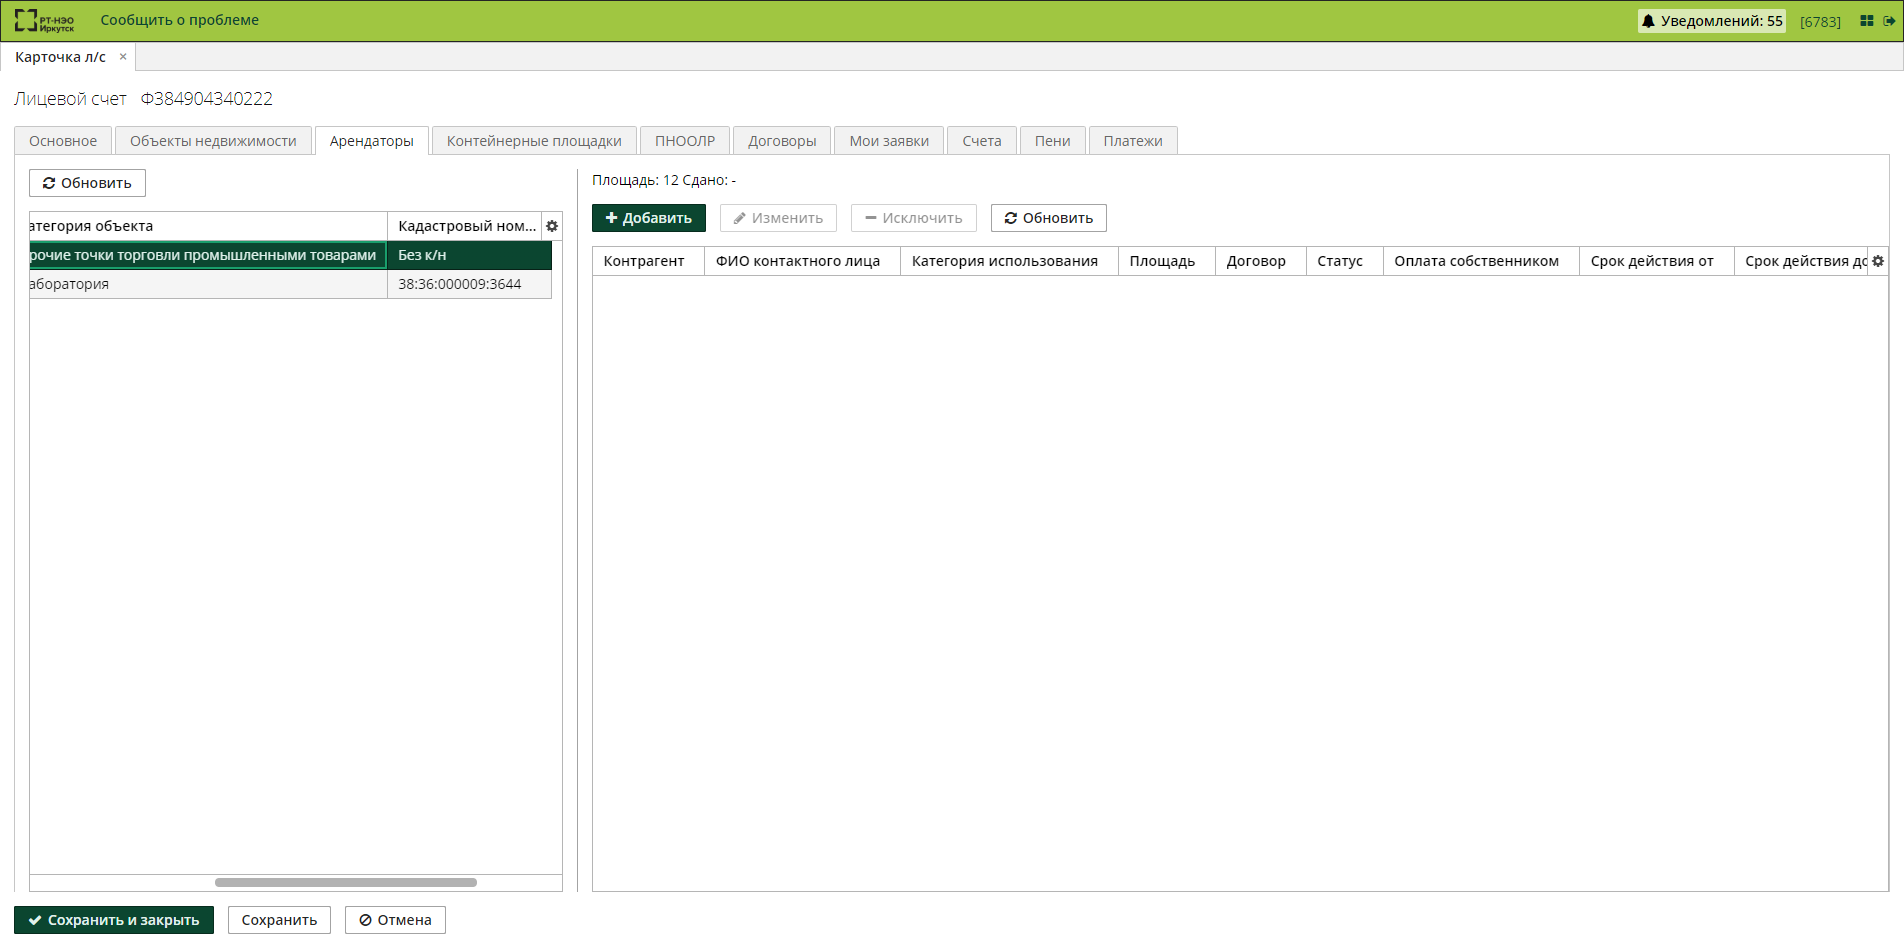 РТ-НЭО
Иркутск
Сообщить о проблеме
Уведомлений: 55
[6783]
Карточка л/с ×
Лицевой счет Ф384904340222
Основное
Объекты недвижимости
Арендаторы
Контейнерные площадки
ПНООЛР
Договоры
Мои заявки
Счета
Пени
Платежи
Обновить
атегория объекта
Кадастровый ном...
рочие точки торговли промышленными товарами
Без к/н
аборатория
38:36:000009:3644
Площадь: 12 Сдано: -
Добавить
Изменить
Исключить
Обновить
Контрагент
ФИО контактного лица
Категория использования
Площадь
Договор
Статус
Оплата собственником
Срок действия от
Срок действия до
Сохранить и закрыть
Сохранить
Отмена